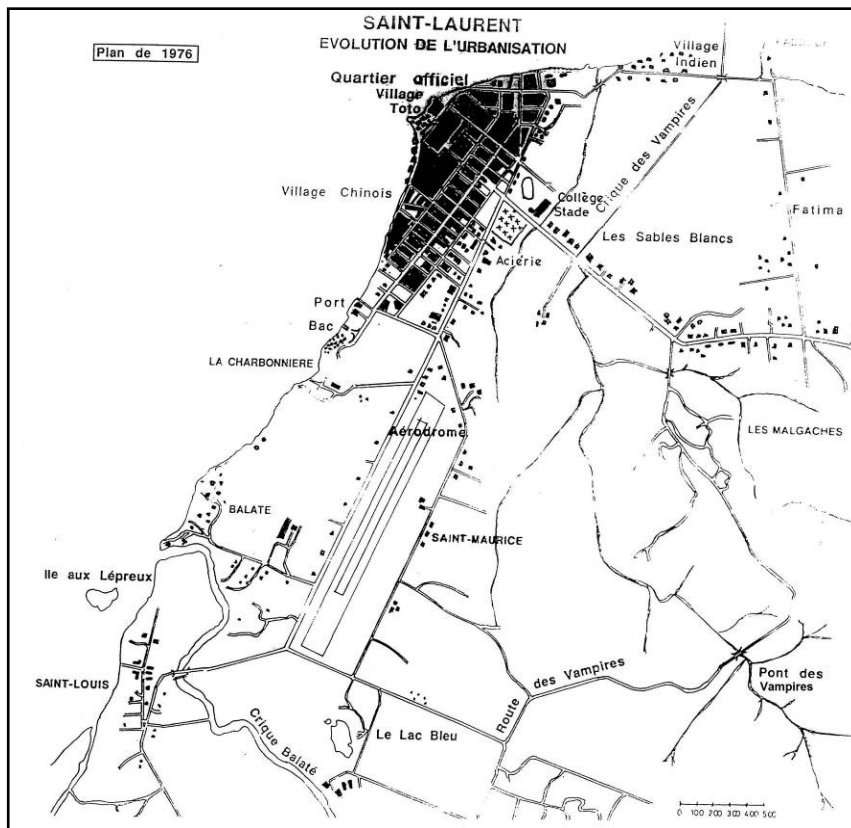 SAINT-LAURENT
EVOLUTION DE L'URBANISATION
Plan de 1976
Village
Indien
Quartier officiel
Village
Toto
Crique des Vampires
Village Chinois
Collège
Stade
Fatima
Les Sables Blancs
Aciérie
Port
Bac
LA CHARBONNIERE
Aérodrome
LES MALGACHES
BALATE
SAINT-MAURICE
Ile aux Lépreux
SAINT-LOUIS
Route des Vampires
Pont des
Vampires
Crique Balaté
Le Lac Bleu
0 100 200 300 400 500